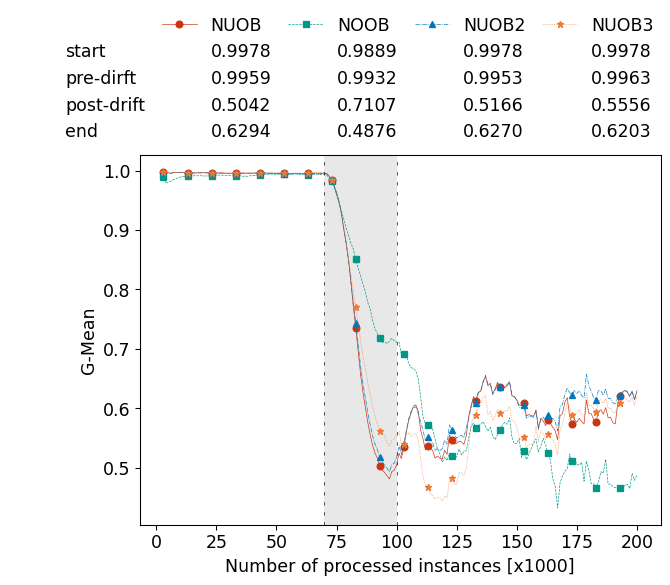 NUOB NOOB NUOB2 NUOB3
start 0.9978 0.9889 0.9978 0.9978
pre-dirft 0.9959 0.9932 0.9953 0.9963
post-drift 0.5042 0.7107 0.5166 0.5556
end 0.6294 0.4876 0.6270 0.6203
1.0
0.9
0.8
0.7
0.6
0.5
G-Mean
0 25 50 75 100 125 150 175 200
Number of processed instances [x1000]